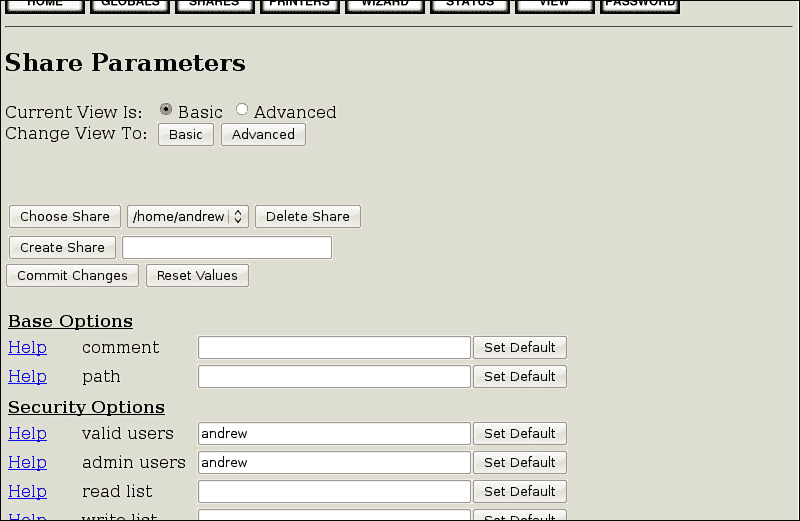 HOME GLOBALS SHARES PRINTERS WIZARD STATUS VIEW PASSWORD
Share Parameters
Current View Is: Basic Advanced
Change View To: Basic Advanced
Choose Share /home/andrew Delete Share
Create Share
Commit Changes Reset Values
Base Options
Help comment Set Default
Help path Set Default
Security Options
Help valid users andrew Set Default
Help admin users andrew Set Default
Help read list Set Default
Help write list